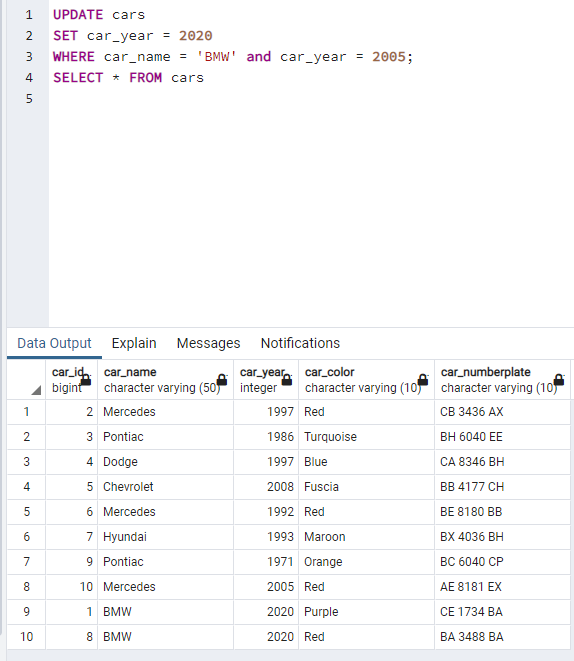 1 UPDATE cars
2 SET car_year = 2020
3 WHERE car_name = 'BMW' and car_year = 2005;
4 SELECT * FROM cars
5
Data Output Explain Messages Notifications
car_id car_name car_year car_color car_numberplate
bigint character varying (50) integer character varying (10) character varying (10)
1 2 Mercedes 1997 Red CB 3436 AX
2 3 Pontiac 1986 Turquoise BH 6040 EE
3 4 Dodge 1997 Blue CA 8346 BH
4 5 Chevrolet 2008 Fuscia BB 4177 CH
5 6 Mercedes 1992 Red BE 8180 BB
6 7 Hyundai 1993 Maroon BX 4036 BH
7 9 Pontiac 1971 Orange BC 6040 CP
8 10 Mercedes 2005 Red AE 8181 EX
9 1 BMW 2020 Purple CE 1734 BA
10 8 BMW 2020 Red BA 3488 BA